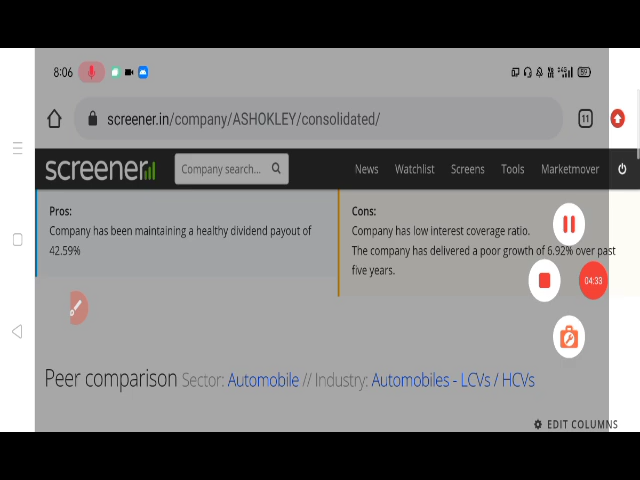 8:06
59
screener.in/company/ASHOKLEY/consolidated/
11
screener
Company search...
News
Watchlist
Screens
Tools
Marketmover
Pros:
Company has been maintaining a healthy dividend payout of
42.59%
Cons:
Company has low interest coverage ratio.
The company has delivered a poor growth of 6.92% over past
five years.
04:33
Peer comparison Sector: Automobile // Industry: Automobiles - LCVs / HCVs
EDIT COLUMNS